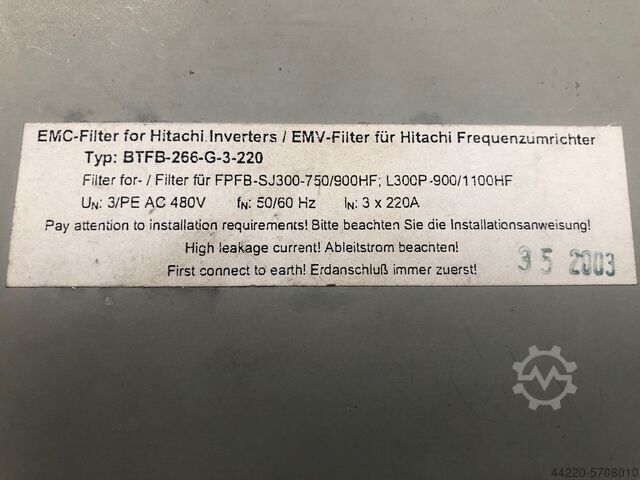 EMC-Filter for Hitachi Inverters / EMV-Filter für Hitachi Frequenzumrichter
Typ: BTFB-266-G-3-220
Filter for- / Filter für FPFB-SJ300-750/900HF; L300P-900/1100HF
UN: 3/PE AC 480V fN: 50/60 Hz IN: 3 x 220A
Pay attention to installation requirements! Bitte beachten Sie die Installationsanweisung!
High leakage current! Ableitstrom beachten!
First connect to earth! Erdanschluß immer zuerst!
35 2003
44220-5708010